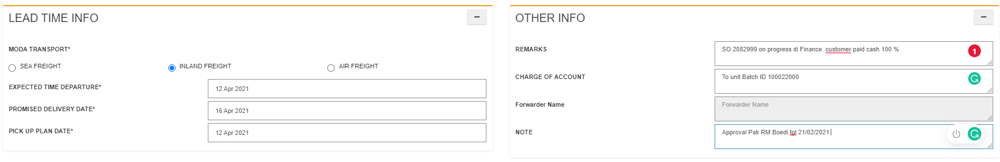 LEAD TIME INFO
MODA TRANSPORT*
SEA FREIGHT
INLAND FREIGHT
AIR FREIGHT
EXPECTED TIME DEPARTURE*
12 Apr 2021
PROMISED DELIVERY DATE*
16 Apr 2021
PICK UP PLAN DATE*
12 Apr 2021
OTHER INFO
REMARKS
SO 2082999 on progress di Finance. customer paid cash 100 %
1
CHARGE OF ACCOUNT
To unit Batch ID 100022000
Forwarder Name
Forwarder Name
NOTE
Approval Pak RM Boedi tgl 21/02/2021